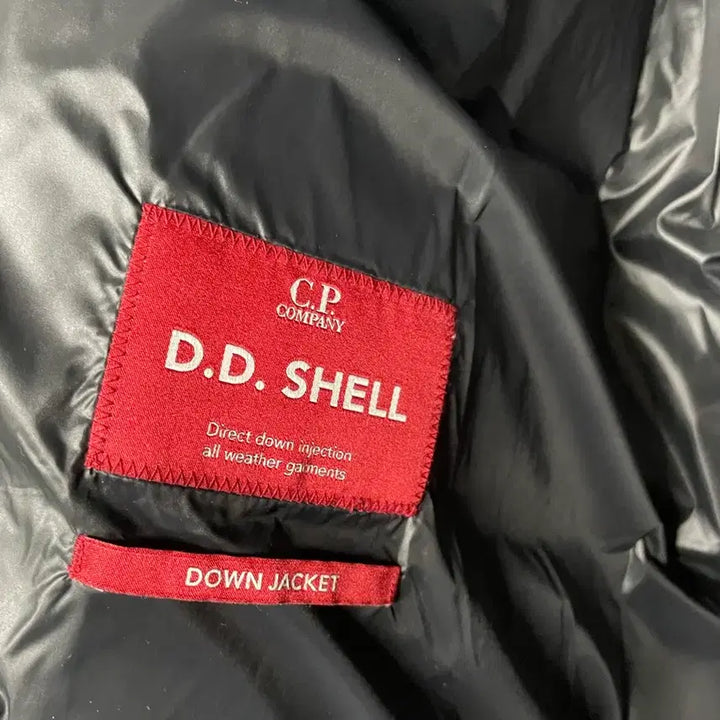 C.P.
COMPANY
D.D. SHELL
Direct down injection
all weather garments
DOWN JACKET